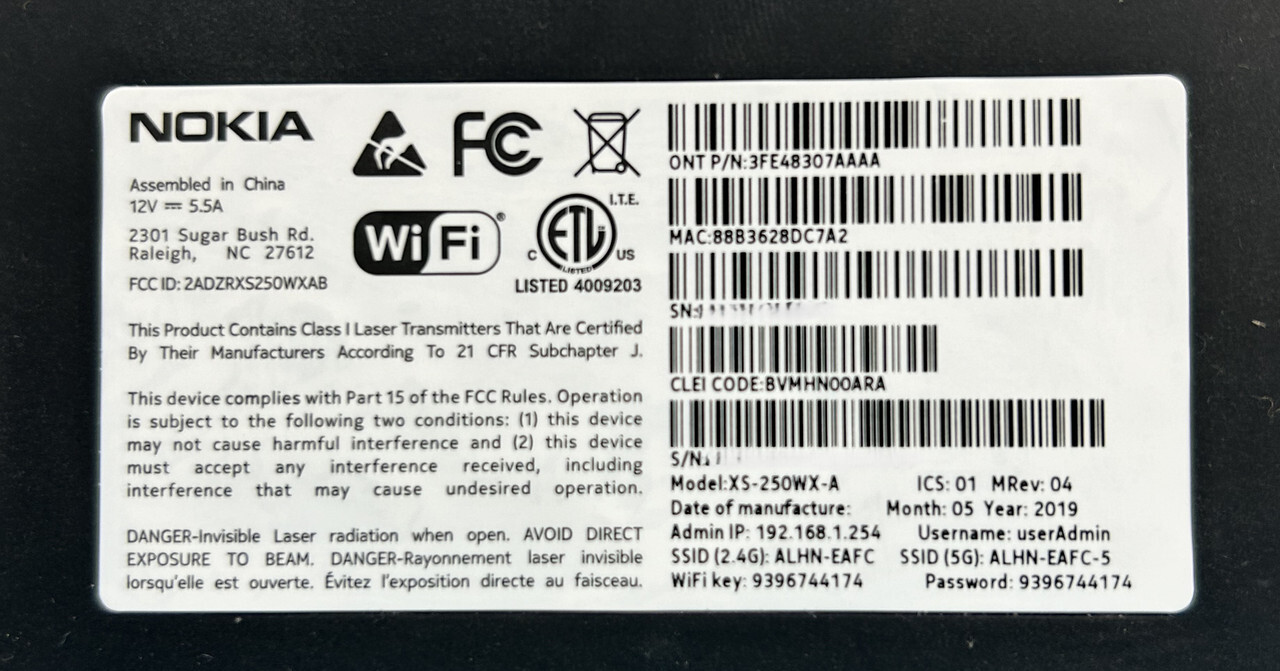 NOKIA
Assembled in China
12V ⎓ 5.5A
2301 Sugar Bush Rd.
Raleigh, NC 27612
FCC ID: 2ADZRXS250WXAB
FC
Wi Fi®
I.T.E.
ETL
C US
LISTED
LISTED 4009203
This Product Contains Class I Laser Transmitters That Are Certified
By Their Manufacturers According To 21 CFR Subchapter J.
This device complies with Part 15 of the FCC Rules. Operation
is subject to the following two conditions: (1) this device
may not cause harmful interference and (2) this device
must accept any interference received, including
interference that may cause undesired operation.
DANGER-Invisible Laser radiation when open. AVOID DIRECT
EXPOSURE TO BEAM. DANGER-Rayonnement laser invisible
lorsqu'elle est ouverte. Évitez l'exposition directe au faisceau.
ONT P/N:3FE48307AAAA
MAC:88B3628DC7A2
SN:
CLEI CODE:BVMHN00ARA
S/N:
Model:XS-250WX-A ICS: 01 MRev: 04
Date of manufacture: Month: 05 Year: 2019
Admin IP: 192.168.1.254 Username: userAdmin
SSID (2.4G): ALHN-EAFC SSID (5G): ALHN-EAFC-5
WiFi key: 9396744174 Password: 9396744174